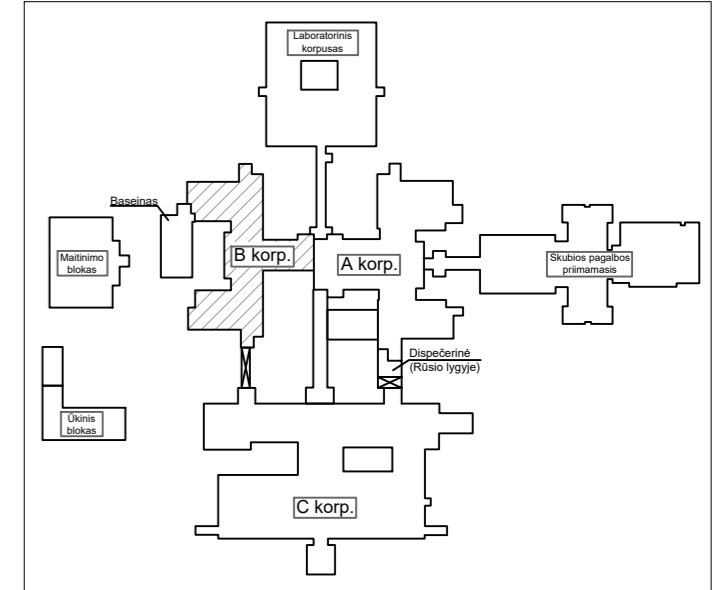 Laboratorinis
korpusas
Baseinas
Maitinimo
blokas
B korp.
A korp.
Skubios pagalbos
priimamasis
Dispečerinė
(Rūsio lygyje)
Ūkinis
blokas
C korp.